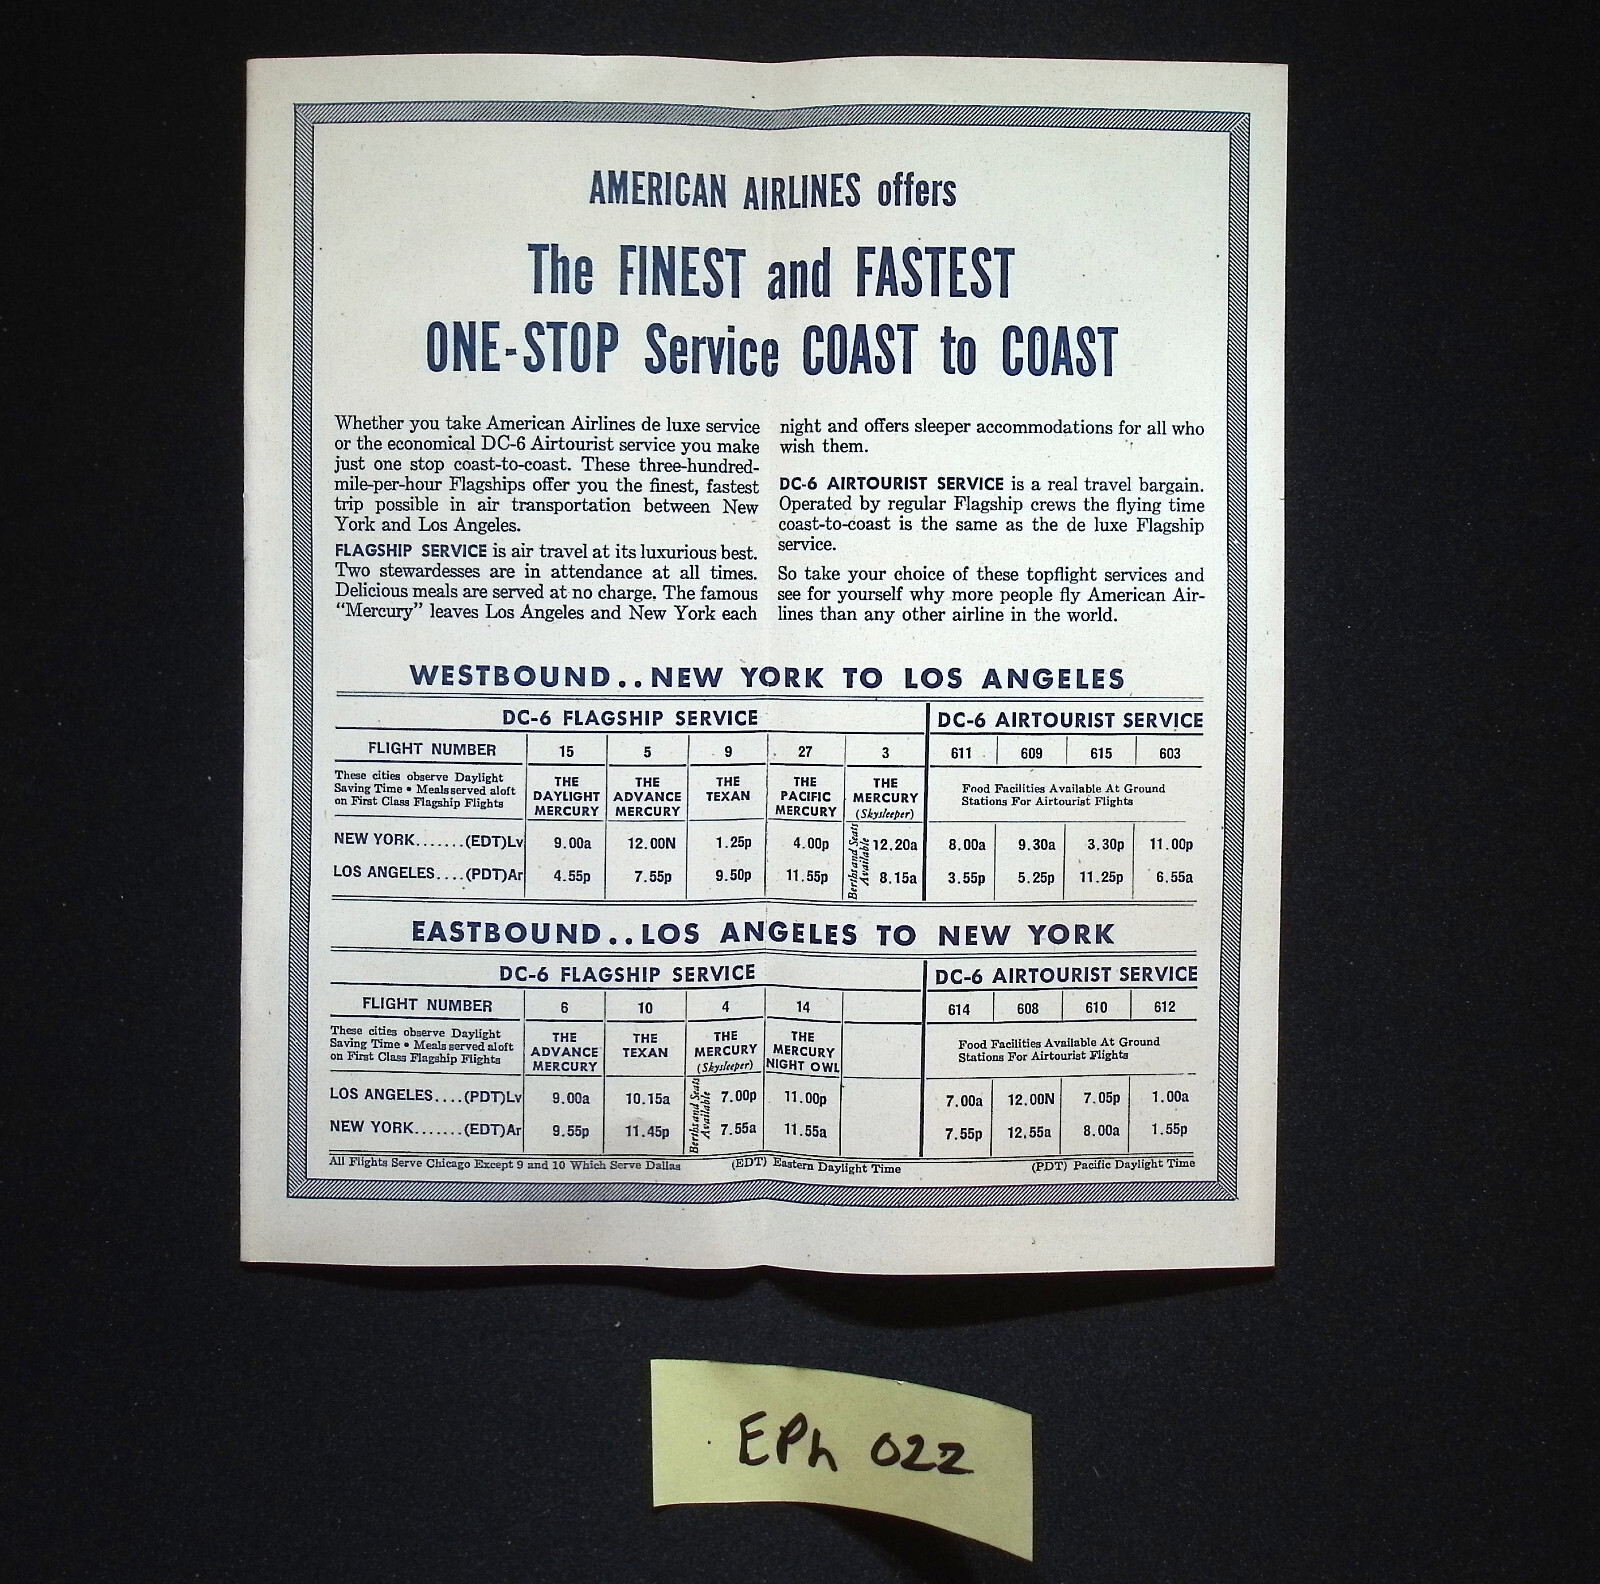 AMERICAN AIRLINES offers
The FINEST and FASTEST
ONE-STOP Service COAST to COAST
Whether you take American Airlines de luxe service
or the economical DC-6 Airtourist service you make
just one stop coast-to-coast. These three-hundred-
mile-per-hour Flagships offer you the finest, fastest
trip possible in air transportation between New
York and Los Angeles.
FLAGSHIP SERVICE is air travel at its luxurious best.
Two stewardesses are in attendance at all times.
Delicious meals are served at no charge. The famous
“Mercury” leaves Los Angeles and New York each
night and offers sleeper accommodations for all who
wish them.
DC-6 AIRTOURIST SERVICE is a real travel bargain.
Operated by regular Flagship crews the flying time
coast-to-coast is the same as the de luxe Flagship
service.
So take your choice of these topflight services and
see for yourself why more people fly American Air-
lines than any other airline in the world.
WESTBOUND..NEW YORK TO LOS ANGELES
DC-6 FLAGSHIP SERVICE DC-6 AIRTOURIST SERVICE
FLIGHT NUMBER 15 5 9 27 3 611 609 615 603
These cities observe Daylight
Saving Time • Meals served aloft
on First Class Flagship Flights
THE
DAYLIGHT
MERCURY
THE
ADVANCE
MERCURY
THE
TEXAN
THE
PACIFIC
MERCURY
THE
MERCURY
(Skysleeper)
Food Facilities Available At Ground
Stations For Airtourist Flights
Berths and Seats
Available
NEW YORK.......(EDT)Lv 9.00a 12.00N 1.25p 4.00p 12.20a 8.00a 9.30a 3.30p 11.00p
LOS ANGELES....(PDT)Ar 4.55p 7.55p 9.50p 11.55p 8.15a 3.55p 5.25p 11.25p 6.55a
EASTBOUND..LOS ANGELES TO NEW YORK
DC-6 FLAGSHIP SERVICE DC-6 AIRTOURIST SERVICE
FLIGHT NUMBER 6 10 4 14 614 608 610 612
These cities observe Daylight
Saving Time • Meals served aloft
on First Class Flagship Flights
THE
ADVANCE
MERCURY
THE
TEXAN
THE
MERCURY
(Skysleeper)
THE
MERCURY
NIGHT OWL
Food Facilities Available At Ground
Stations For Airtourist Flights
Berths and Seats
Available
LOS ANGELES....(PDT)Lv 9.00a 10.15a 7.00p 11.00p 7.00a 12.00N 7.05p 1.00a
NEW YORK.......(EDT)Ar 9.55p 11.45p 7.55a 11.55a 7.55p 12.55a 8.00a 1.55p
All Flights Serve Chicago Except 9 and 10 Which Serve Dallas (EDT) Eastern Daylight Time (PDT) Pacific Daylight Time
EPh 022